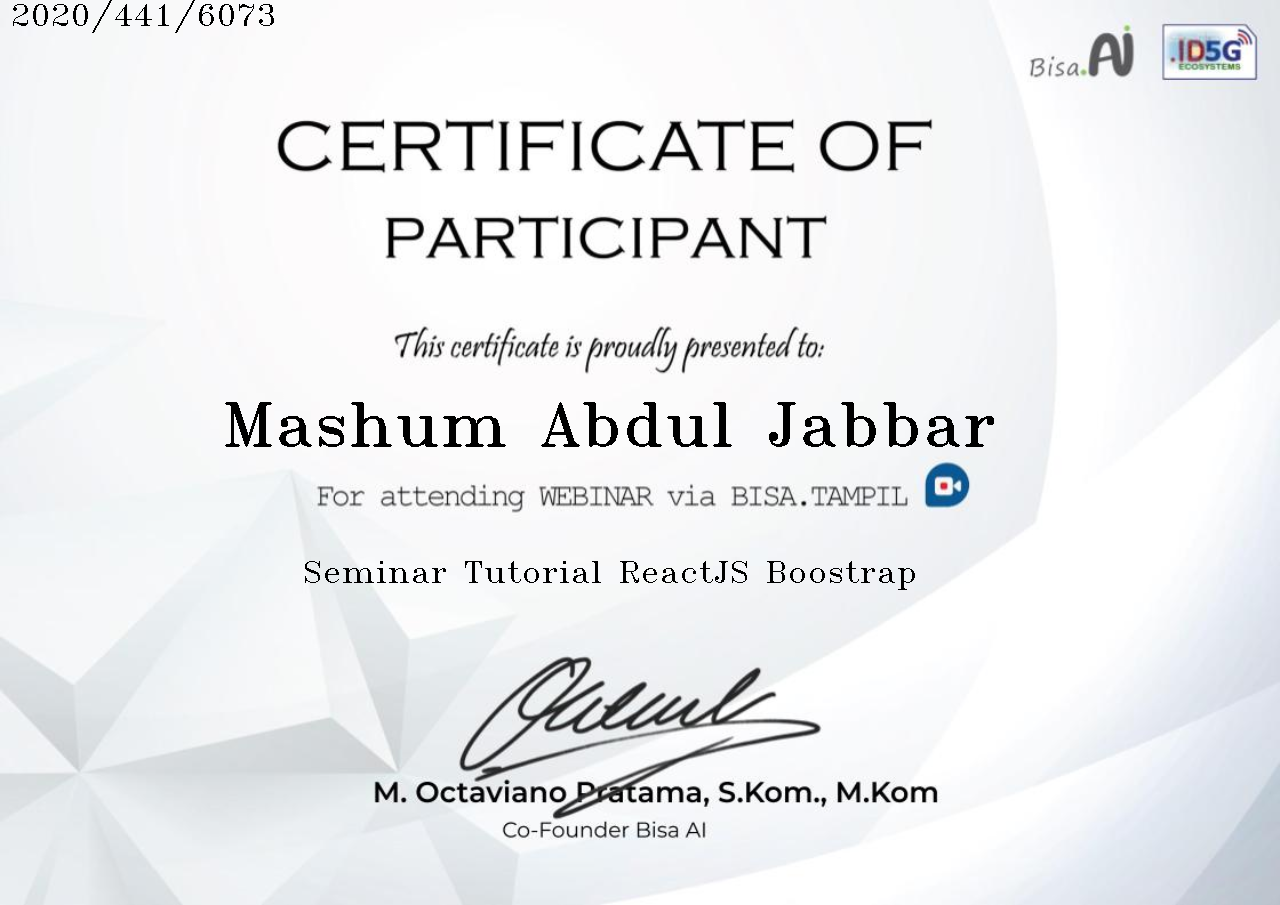 2020/441/6073
Bisa.AI
.ID5G
ECOSYSTEMS
CERTIFICATE OF
PARTICIPANT
This certificate is proudly presented to:
Mashum Abdul Jabbar
For attending WEBINAR via BISA.TAMPIL
Seminar Tutorial ReactJS Boostrap
M. Octaviano Pratama, S.Kom., M.Kom
Co-Founder Bisa AI